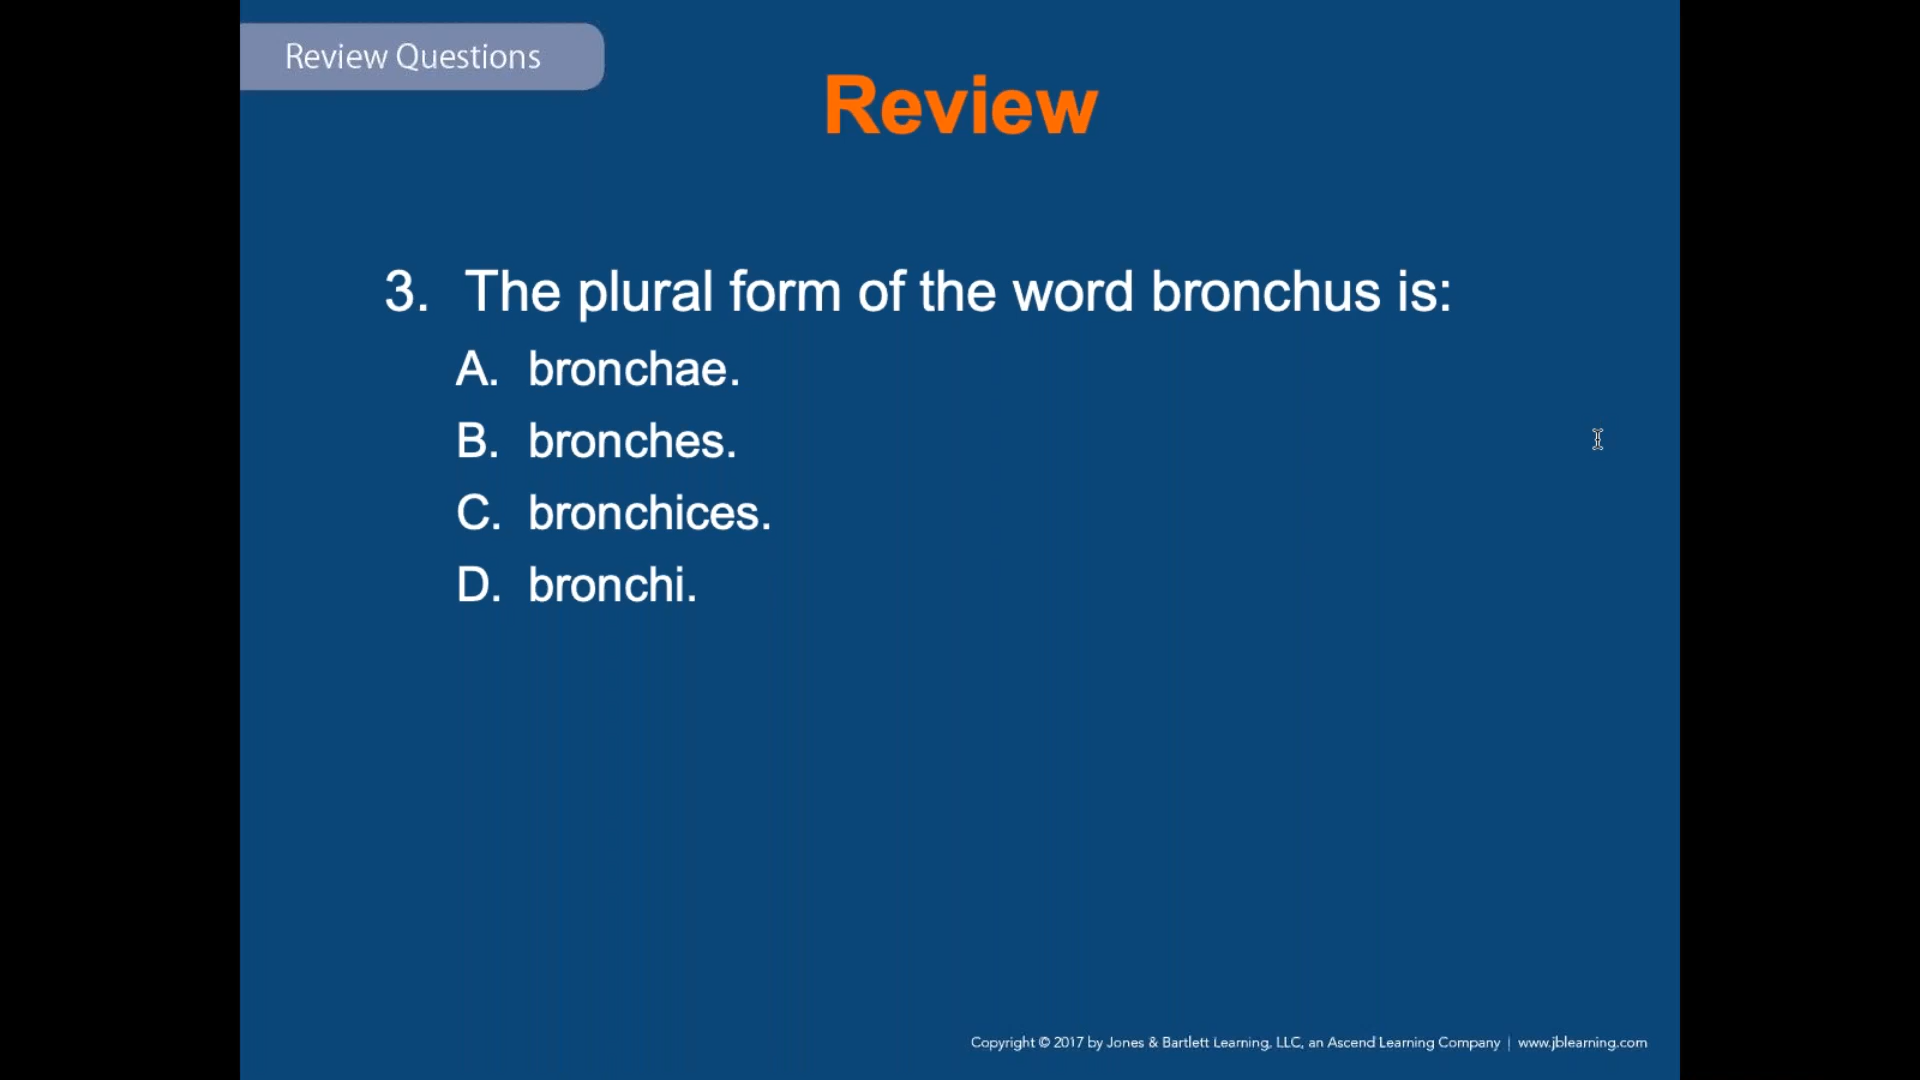 Review Questions
Review
3. The plural form of the word bronchus is:
A. bronchae.
B. bronches.
C. bronchices.
D. bronchi.
Copyright © 2017 by Jones & Bartlett Learning, LLC, an Ascend Learning Company | www.jblearning.com